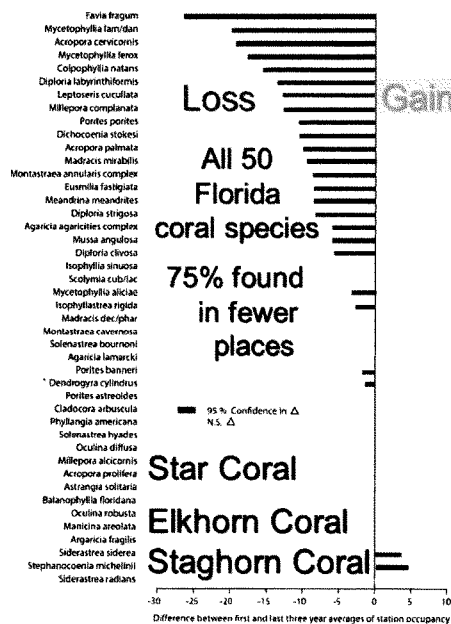 Favia fragum
Mycetophyllia lam/dan
Acropora cervicornis
Mycetophyllia ferox
Colpophyllia natans
Diploria labyrinthiformis
Leptoseris cucullata
Millepora complanata
Porites porites
Dichocoenia stokesi
Acropora palmata
Madracis mirabilis
Montastraea annularis complex
Eusmilia fastigiata
Meandrina meandrites
Diploria strigosa
Agaricia agaricities complex
Mussa angulosa
Diploria clivosa
Isophyllia sinuosa
Scolymia cub/lac
Mycetophyllia aliciae
Isophyllastrea rigida
Madracis dec/phar
Montastraea cavernosa
Solenastrea bournoni
Agaricia lamarcki
Porites banneri
* Dendrogyra cylindrus
Porites astreoides
Cladocora arbuscula
Phyllangia americana
Solenastrea hyades
Oculina diffusa
Millepora alcicornis
Acropora prolifera
Astrangia solitaria
Balanophyllia floridana
Oculina robusta
Manicina areolata
Argaricia fragilis
Siderastrea siderea
Stephanocoenia michelinii
Siderastrea radians
Loss
Gain
All 50
Florida
coral species
75% found
in fewer
places
95 % Confidence in △
N.S. △
Star Coral
Elkhorn Coral
Staghorn Coral
-30 -25 -20 -15 -10 -5 0 5 10
Difference between first and last three year averages of station occupancy